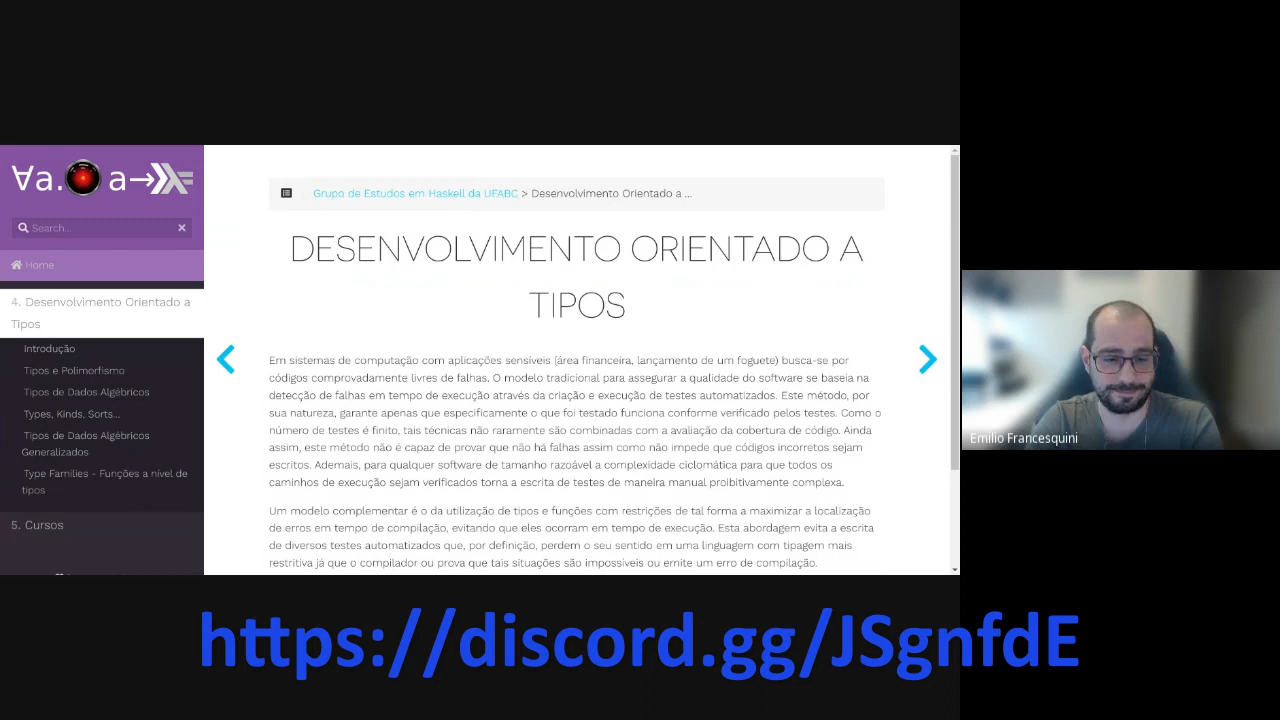 ∀a. a→
Search...
Home
4. Desenvolvimento Orientado a
Tipos
Introdução
Tipos e Polimorfismo
Tipos de Dados Algébricos
Types, Kinds, Sorts...
Tipos de Dados Algébricos
Generalizados
Type Families - Funções a nível de
tipos
5. Cursos
Grupo de Estudos em Haskell da UFABC > Desenvolvimento Orientado a ...
DESENVOLVIMENTO ORIENTADO A
TIPOS
Em sistemas de computação com aplicações sensíveis (área financeira, lançamento de um foguete) busca-se por
códigos comprovadamente livres de falhas. O modelo tradicional para assegurar a qualidade do software se baseia na
detecção de falhas em tempo de execução através da criação e execução de testes automatizados. Este método, por
sua natureza, garante apenas que especificamente o que foi testado funciona conforme verificado pelos testes. Como o
número de testes é finito, tais técnicas não raramente são combinadas com a avaliação da cobertura de código. Ainda
assim, este método não é capaz de provar que não há falhas assim como não impede que códigos incorretos sejam
escritos. Ademais, para qualquer software de tamanho razoável a complexidade ciclomática para que todos os
caminhos de execução sejam verificados torna a escrita de testes de maneira manual proibitivamente complexa.
Um modelo complementar é o da utilização de tipos e funções com restrições de tal forma a maximizar a localização
de erros em tempo de compilação, evitando que eles ocorram em tempo de execução. Esta abordagem evita a escrita
de diversos testes automatizados que, por definição, perdem o seu sentido em uma linguagem com tipagem mais
restritiva já que o compilador ou prova que tais situações são impossíveis ou emite um erro de compilação.
Emilio Francesquini
https://discord.gg/JSgnfdE